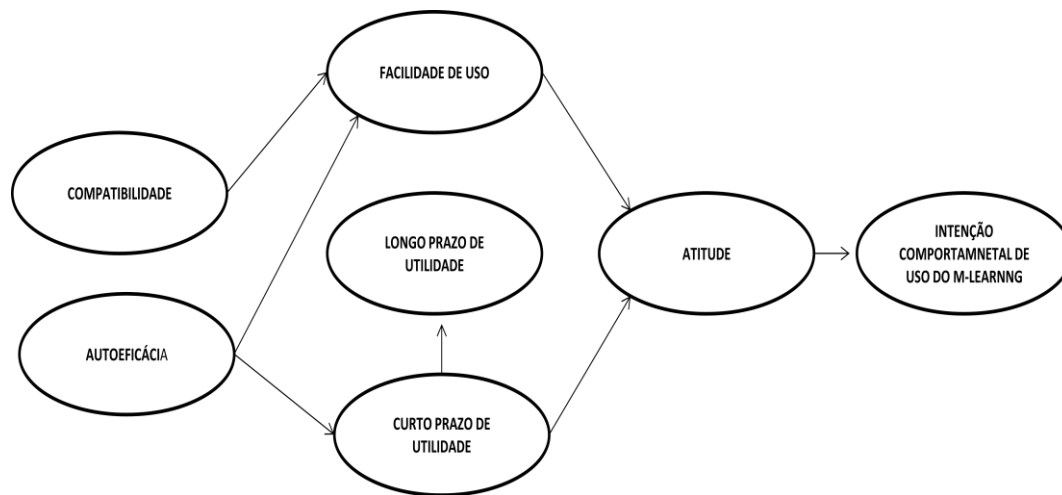 FACILIDADE DE USO
COMPATIBILIDADE
LONGO PRAZO DE
UTILIDADE
ATITUDE
INTENÇÃO
COMPORTAMNETAL DE
USO DO M-LEARNNG
AUTOEFICÁCIA
CURTO PRAZO DE
UTILIDADE